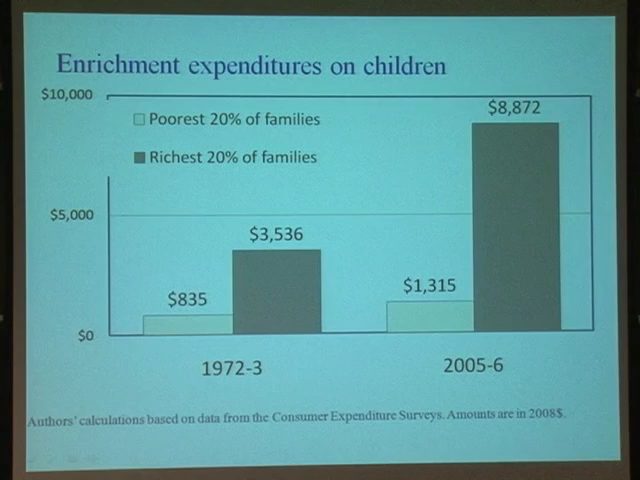 Enrichment expenditures on children
$10,000
Poorest 20% of families
Richest 20% of families
$8,872
$5,000
$3,536
$835
$1,315
$0
1972-3
2005-6
Authors' calculations based on data from the Consumer Expenditure Surveys. Amounts are in 2008$.